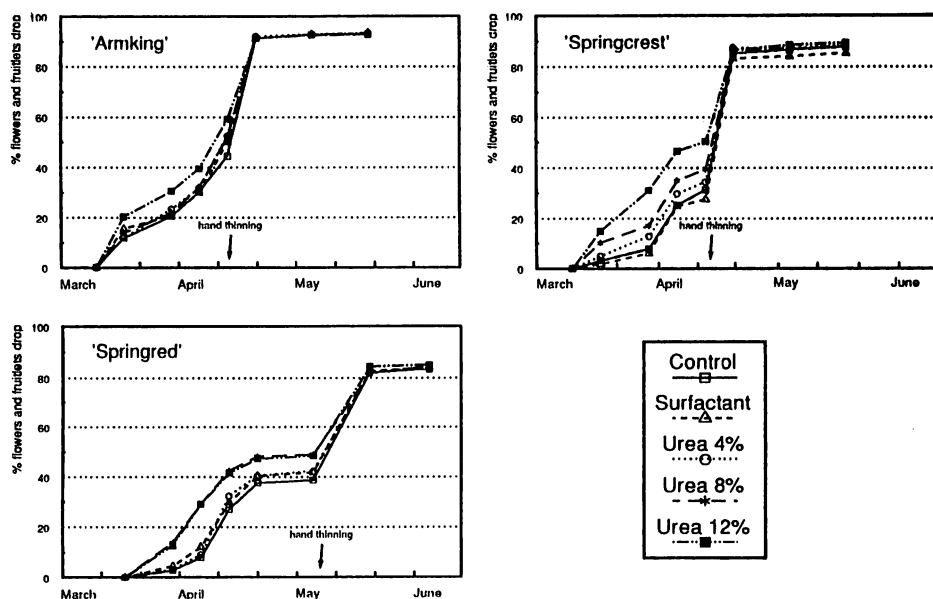 % flowers and fruitlets drop
100
80
60
40
20
0
'Armking'
hand thinning
March April May June
% flowers and fruitlets drop
100
80
60
40
20
0
'Springcrest'
hand thinning
March April May June
% flowers and fruitlets drop
100
80
60
40
20
0
'Springred'
hand thinning
March April May June
Control
Surfactant
Urea 4%
Urea 8%
Urea 12%